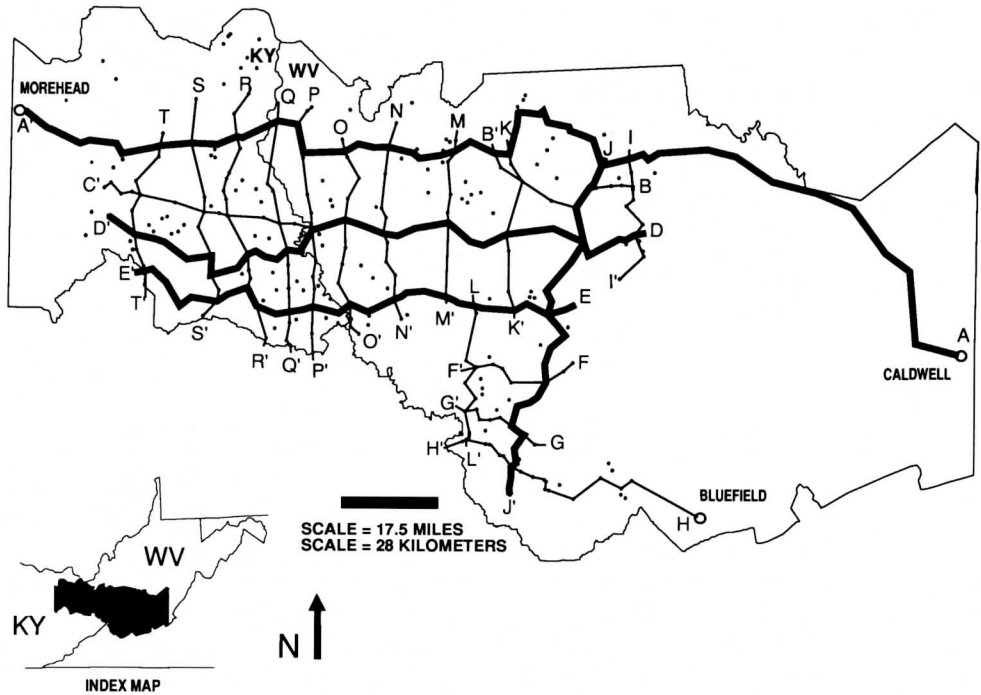 KY
WV
MOREHEAD
A'
S
R
Q
P
T
O
N
M
B'
K
J
I
C'
B
D'
D
E'
I'
T'
L
E
S'
M'
K'
N'
O'
R'
Q'
P'
F'
F
G'
G
H'
L'
J'
A
CALDWELL
BLUEFIELD
H
SCALE = 17.5 MILES
SCALE = 28 KILOMETERS
WV
KY
N
INDEX MAP